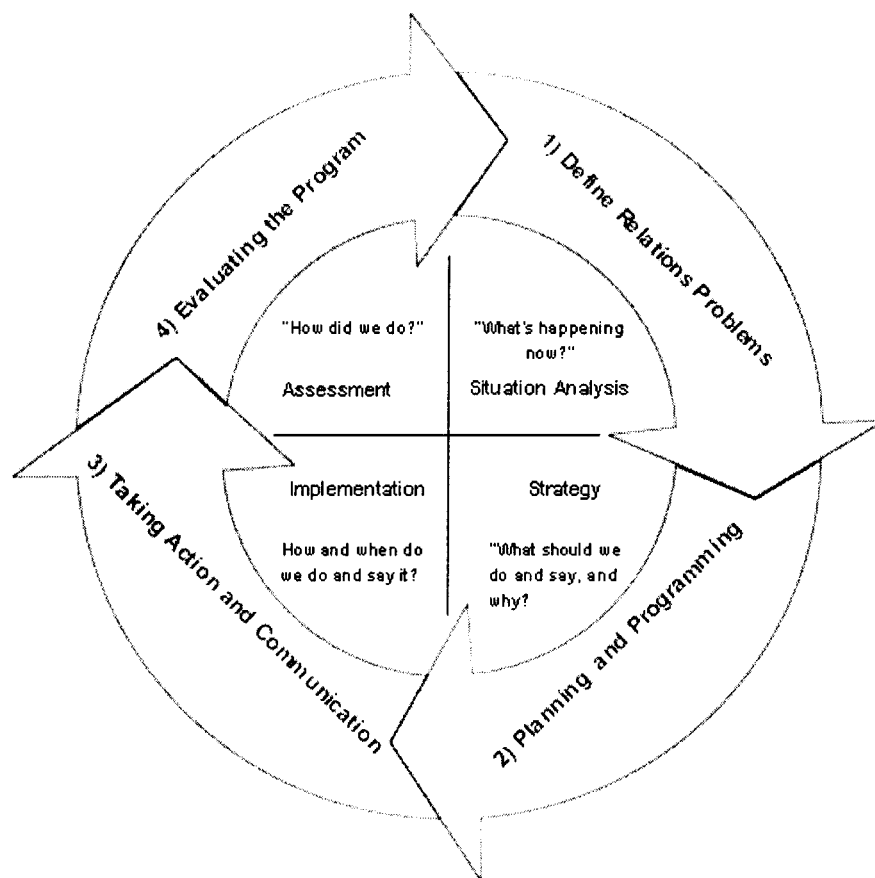 1) Define Relations Problems
2) Planning and Programming
3) Taking Action and Communication
4) Evaluating the Program
"How did we do?"
Assessment
"What's happening
now?"
Situation Analysis
Implementation
How and when do
we do and say it?
Strategy
"What should we
do and say, and
why?